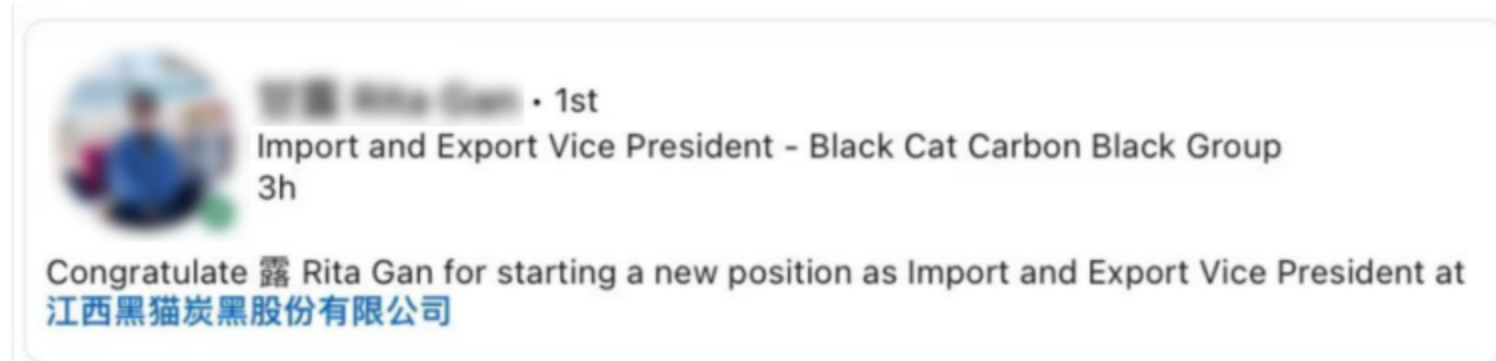 · 1st
Import and Export Vice President - Black Cat Carbon Black Group
3h
Congratulate 露 Rita Gan for starting a new position as Import and Export Vice President at
江西黑猫炭黑股份有限公司